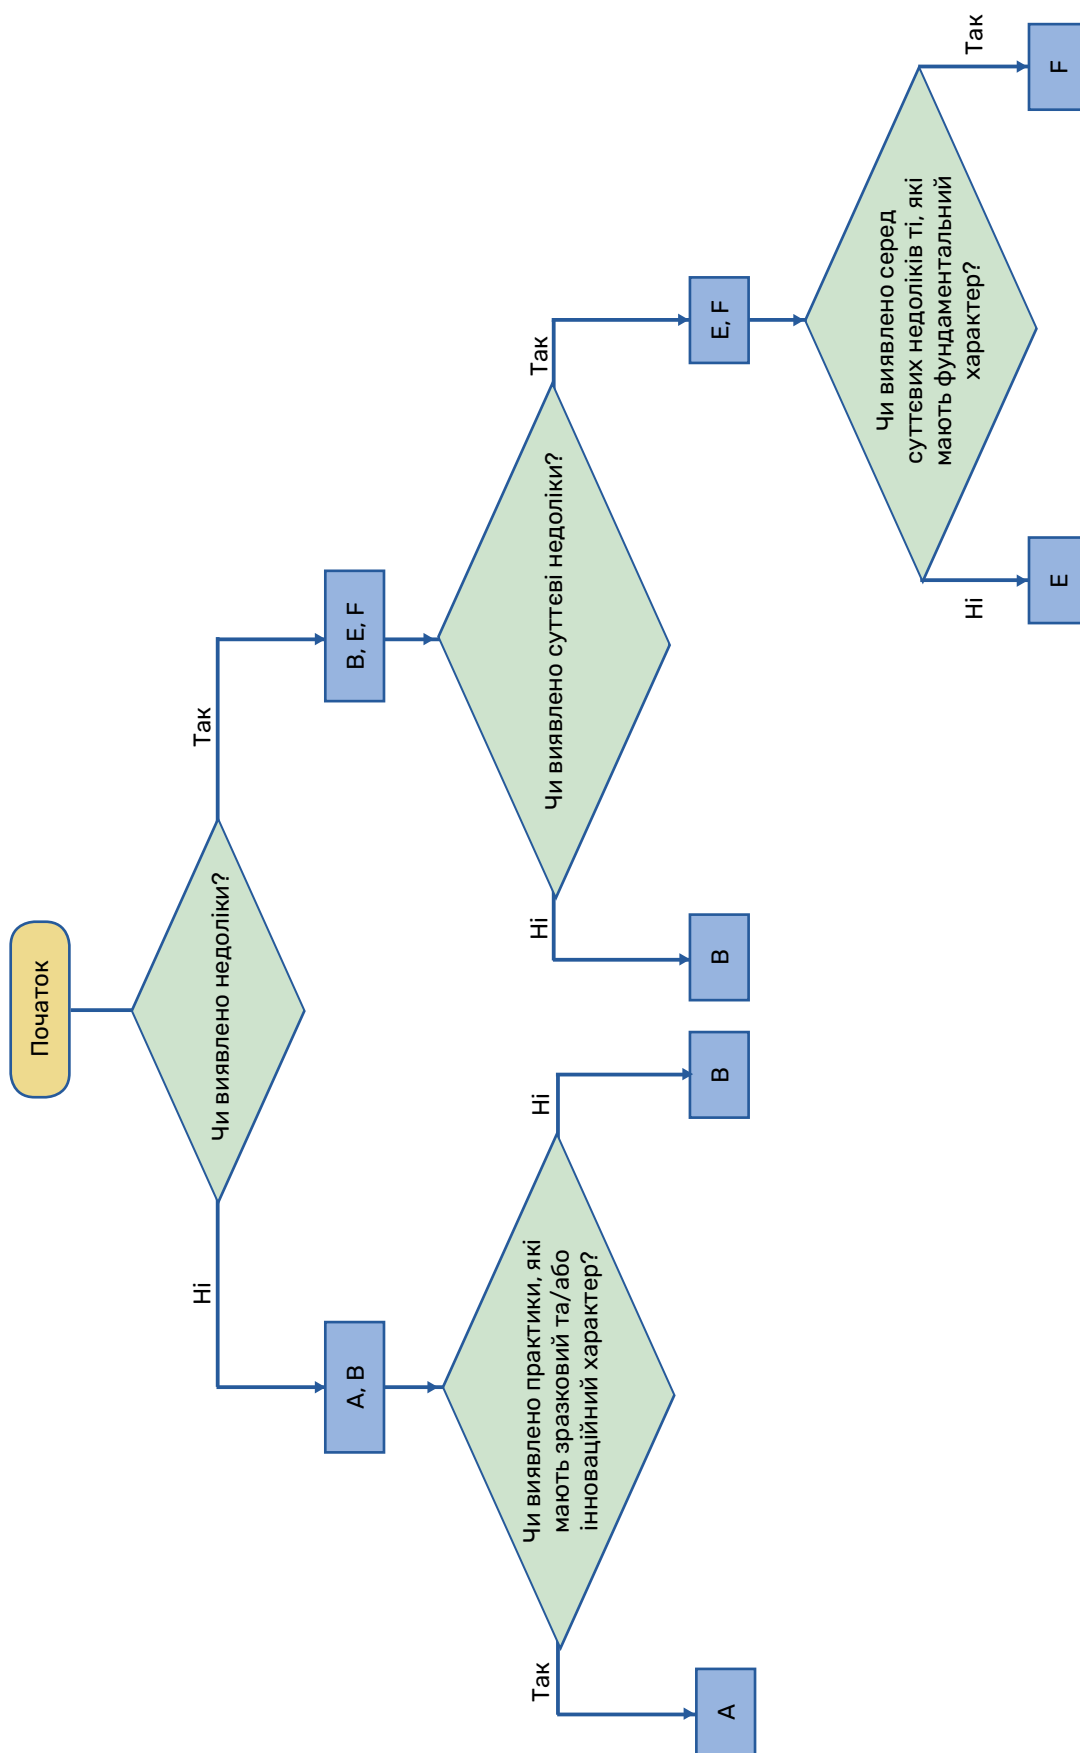 Початок
Чи виявлено недоліки?
Ні
Так
А, В
В, Е, F
Чи виявлено практики, які
мають зразковий та/або
інноваційний характер?
Чи виявлено суттєві недоліки?
Так
Ні
Ні
Так
А
В
В
Е, F
Чи виявлено серед
суттєвих недоліків ті, які
мають фундаментальний
характер?
Ні
Так
Е
F